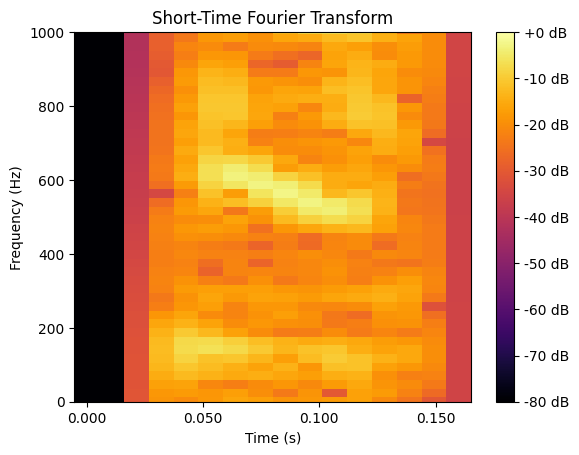 Short-Time Fourier Transform
Frequency (Hz)
1000
800
600
400
200
0
0.000
0.050
0.100
0.150
Time (s)
+0 dB
-10 dB
-20 dB
-30 dB
-40 dB
-50 dB
-60 dB
-70 dB
-80 dB